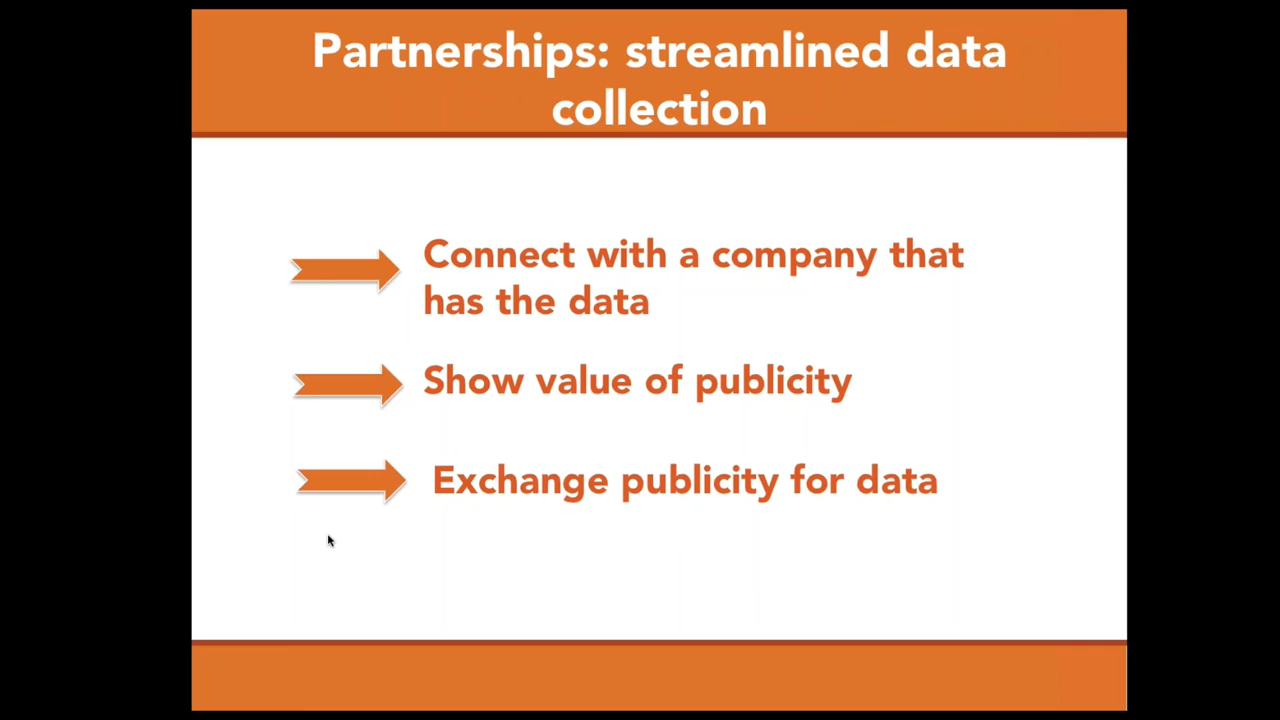 Partnerships: streamlined data
collection
Connect with a company that
has the data
Show value of publicity
Exchange publicity for data